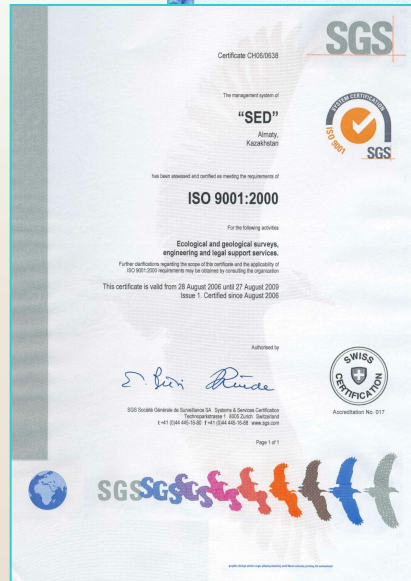 SGS
Certificate CH06/0638
The management system of
“SED”
Almaty,
Kazakhstan
SYSTEM CERTIFICATION
ISO 9001
SGS
has been assessed and certified as meeting the requirements of
ISO 9001:2000
For the following activities
Ecological and geological surveys,
engineering and legal support services.
Further clarifications regarding the scope of this certificate and the applicability of
ISO 9001:2000 requirements may be obtained by consulting the organisation
This certificate is valid from 28 August 2006 until 27 August 2009
Issue 1. Certified since August 2006
Authorised by
SWISS
CERTIFICATION
Accreditation No. 017
SGS Société Générale de Surveillance SA Systems & Services Certification
Technoparkstrasse 1 8005 Zurich Switzerland
t +41 (0)44 445-16-80 f +41 (0)44 445-16-88 www.sgs.com
Page 1 of 1
SGSSGSGS